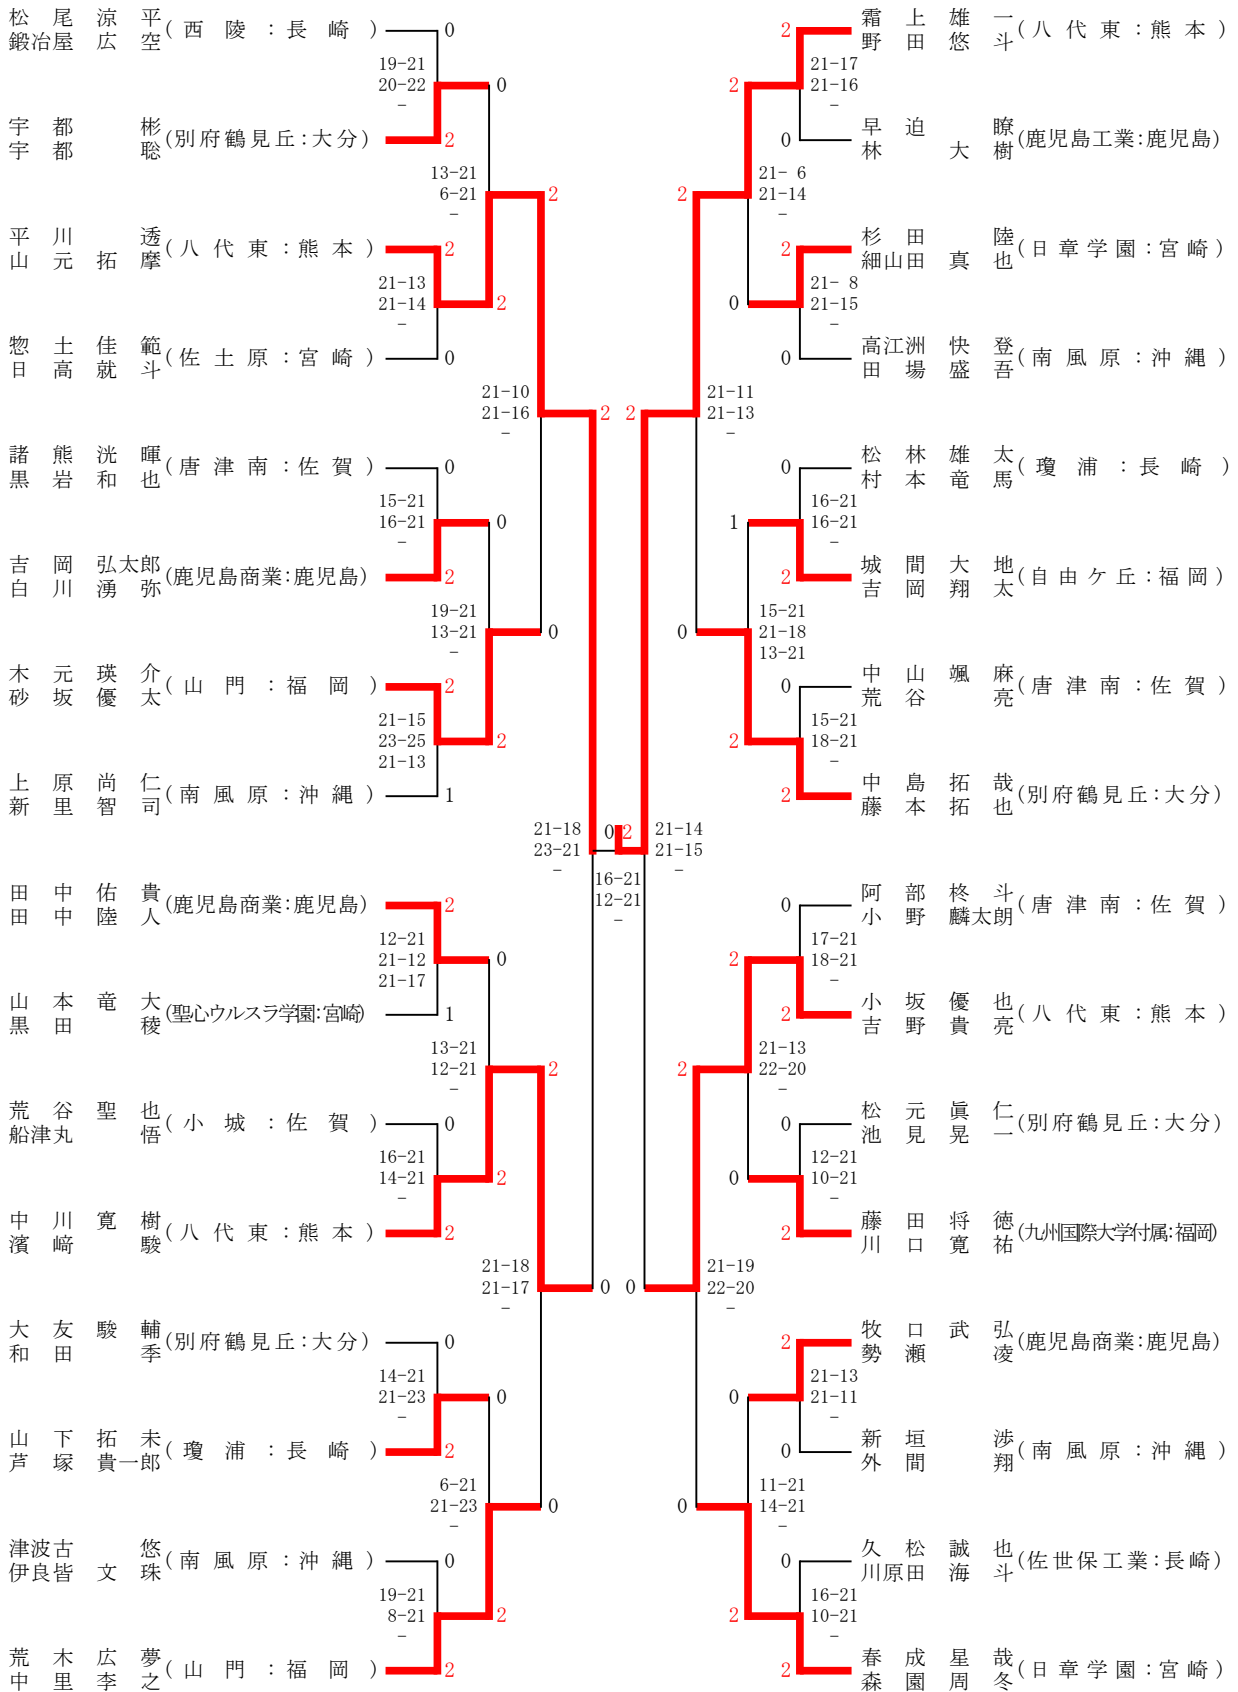 松尾涼平
鍛冶屋広空
(西陵:長崎)
0
19-21
20-22
-
0
宇都彬
宇都聡
(別府鶴見丘:大分)
2
13-21
6-21
-
2
平川透
山元拓摩
(八代東:熊本)
2
21-13
21-14
-
2
惣土佳範
日高就斗
(佐土原:宮崎)
0
21-10
21-16
-
2
諸熊洸暉
黒岩和也
(唐津南:佐賀)
0
15-21
16-21
-
0
吉岡弘太郎
白川湧弥
(鹿児島商業:鹿児島)
2
19-21
13-21
-
0
木元瑛介
砂坂優太
(山門:福岡)
2
21-15
23-25
21-13
2
上原尚仁
新里智司
(南風原:沖縄)
1
21-18
23-21
-
田中佑貴
田中陸人
(鹿児島商業:鹿児島)
2
12-21
21-12
21-17
0
山本竜大
黒田稜
(聖心ウルスラ学園:宮崎)
1
13-21
12-21
-
2
荒谷聖也
船津丸悟
(小城:佐賀)
0
16-21
14-21
-
2
中川寛樹
濱﨑駿
(八代東:熊本)
2
21-18
21-17
-
0
大友駿輔
和田季
(別府鶴見丘:大分)
0
14-21
21-23
-
0
山下拓未
芦塚貴一郎
(瓊浦:長崎)
2
6-21
21-23
-
0
津波古悠
伊良皆文珠
(南風原:沖縄)
0
19-21
8-21
-
2
荒木広夢
中里李之
(山門:福岡)
2
0
2
16-21
12-21
-
霜上雄一
野田悠斗
(八代東:熊本)
2
21-17
21-16
-
2
早迫瞭
林大樹
(鹿児島工業:鹿児島)
0
21- 6
21-14
-
2
杉田陸
細山田真也
(日章学園:宮崎)
2
21- 8
21-15
-
0
高江洲快登
田場盛吾
(南風原:沖縄)
0
21-11
21-13
-
2
松林雄太
村本竜馬
(瓊浦:長崎)
0
16-21
16-21
-
1
城間大地
吉岡翔太
(自由ケ丘:福岡)
2
15-21
21-18
13-21
0
中山颯麻
荒谷亮
(唐津南:佐賀)
0
15-21
18-21
-
2
中島拓哉
藤本拓也
(別府鶴見丘:大分)
2
21-14
21-15
-
阿部柊斗
小野麟太朗
(唐津南:佐賀)
0
17-21
18-21
-
2
小坂優也
吉野貴亮
(八代東:熊本)
2
21-13
22-20
-
2
松元眞仁
池見晃一
(別府鶴見丘:大分)
0
12-21
10-21
-
0
藤田将徳
川口寛祐
(九州国際大学付属:福岡)
2
21-19
22-20
-
0
牧口武弘
勢瀬凌
(鹿児島商業:鹿児島)
2
21-13
21-11
-
0
新垣渉
外間翔
(南風原:沖縄)
0
11-21
14-21
-
0
久松誠也
川原田海斗
(佐世保工業:長崎)
0
16-21
10-21
-
2
春成星哉
森園周冬
(日章学園:宮崎)
2